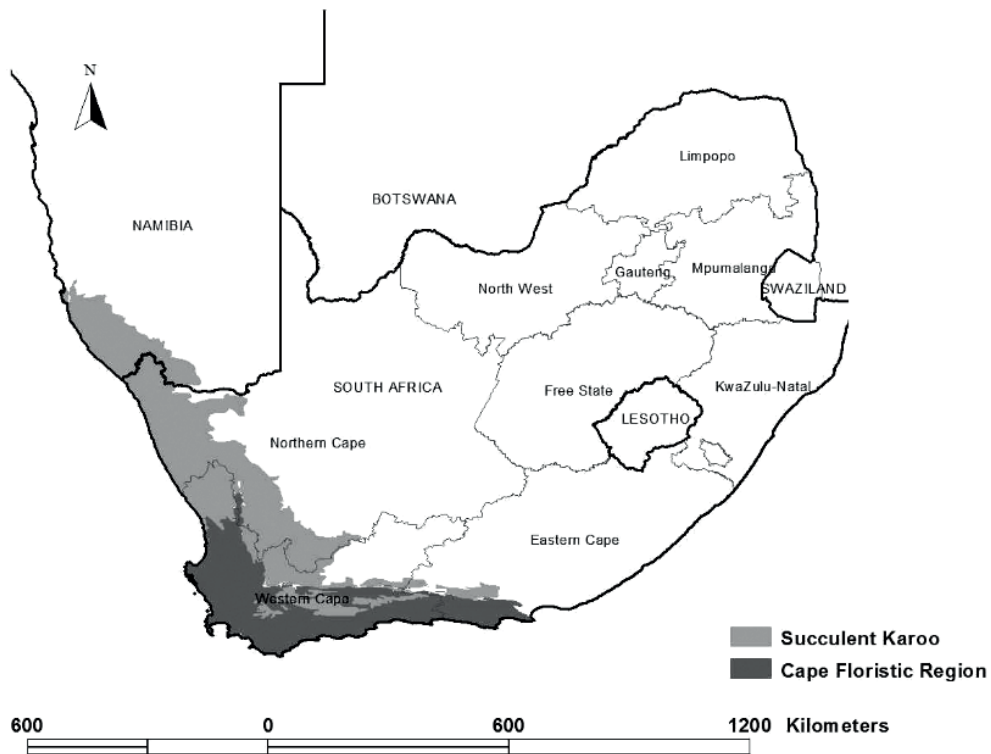 N
Limpopo
BOTSWANA
NAMIBIA
Gauteng
Mpumalanga
North West
SWAZILAND
SOUTH AFRICA
Free State
KwaZulu-Natal
LESOTHO
Northern Cape
Eastern Cape
Western Cape
Succulent Karoo
Cape Floristic Region
600 0 600 1200 Kilometers